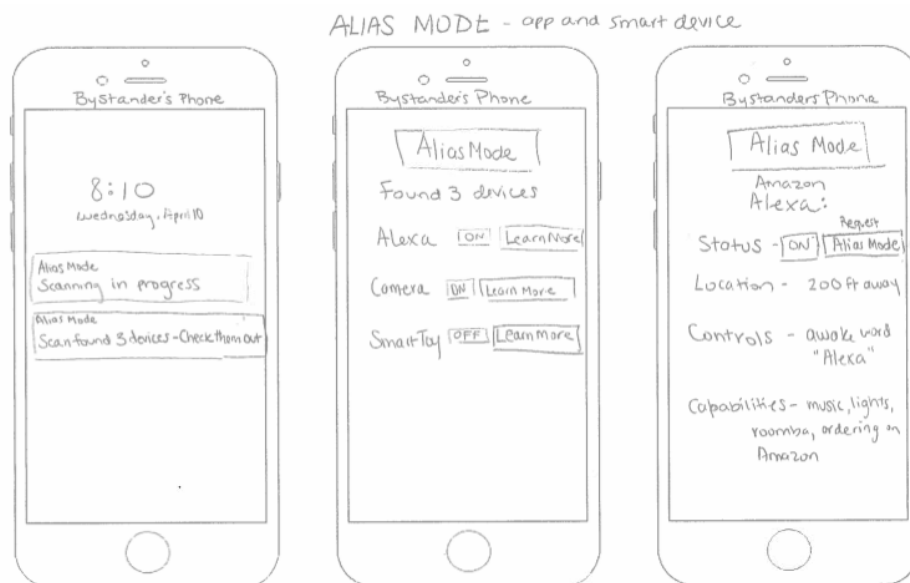 ALIAS MODE - app and smart device
Bystander's Phone
8:10
Wednesday, April 10
Alias Mode
Scanning in progress
Alias Mode
Scan found 3 devices - Check them out
Bystander's Phone
Alias Mode
Found 3 devices
Alexa ON Learn More
Camera ON Learn More
Smart Toy OFF Learn More
Bystanders Phone
Alias Mode
Amazon
Alexa:
Request
Status - ON Alias Mode
Location - 200 ft away
Controls - awake word
"Alexa"
Capabilities - music, lights,
roomba, ordering on
Amazon